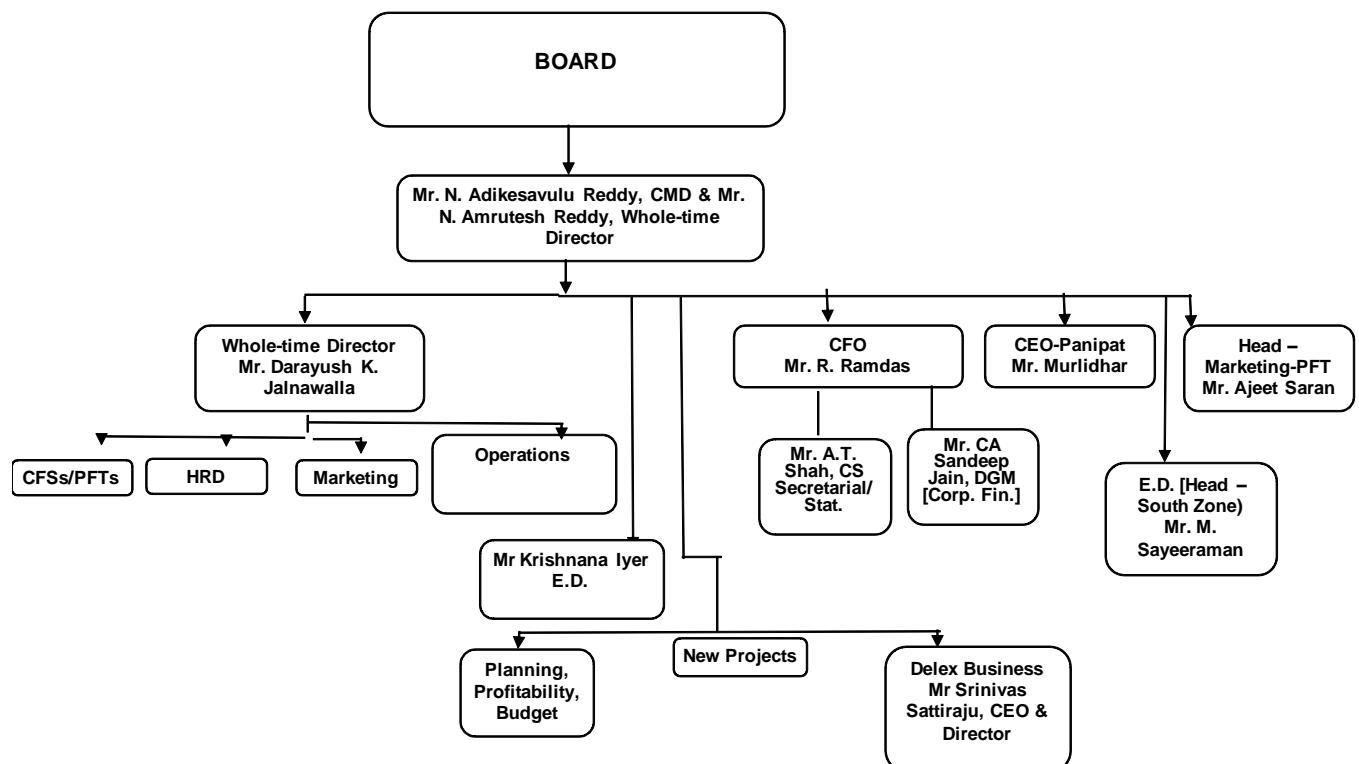 BOARD
Mr. N. Adikesavulu Reddy, CMD & Mr.
N. Amrutesh Reddy, Whole-time
Director
Whole-time Director
Mr. Darayush K.
Jalnawalla
CFO
Mr. R. Ramdas
CEO-Panipat
Mr. Murlidhar
Head –
Marketing-PFT
Mr. Ajeet Saran
CFSs/PFTs
HRD
Marketing
Operations
Mr. A.T.
Shah, CS
Secretarial/
Stat.
Mr. CA
Sandeep
Jain, DGM
[Corp. Fin.]
E.D. [Head –
South Zone)
Mr. M.
Sayeeraman
Mr Krishnana Iyer
E.D.
Planning,
Profitability,
Budget
New Projects
Delex Business
Mr Srinivas
Sattiraju, CEO &
Director